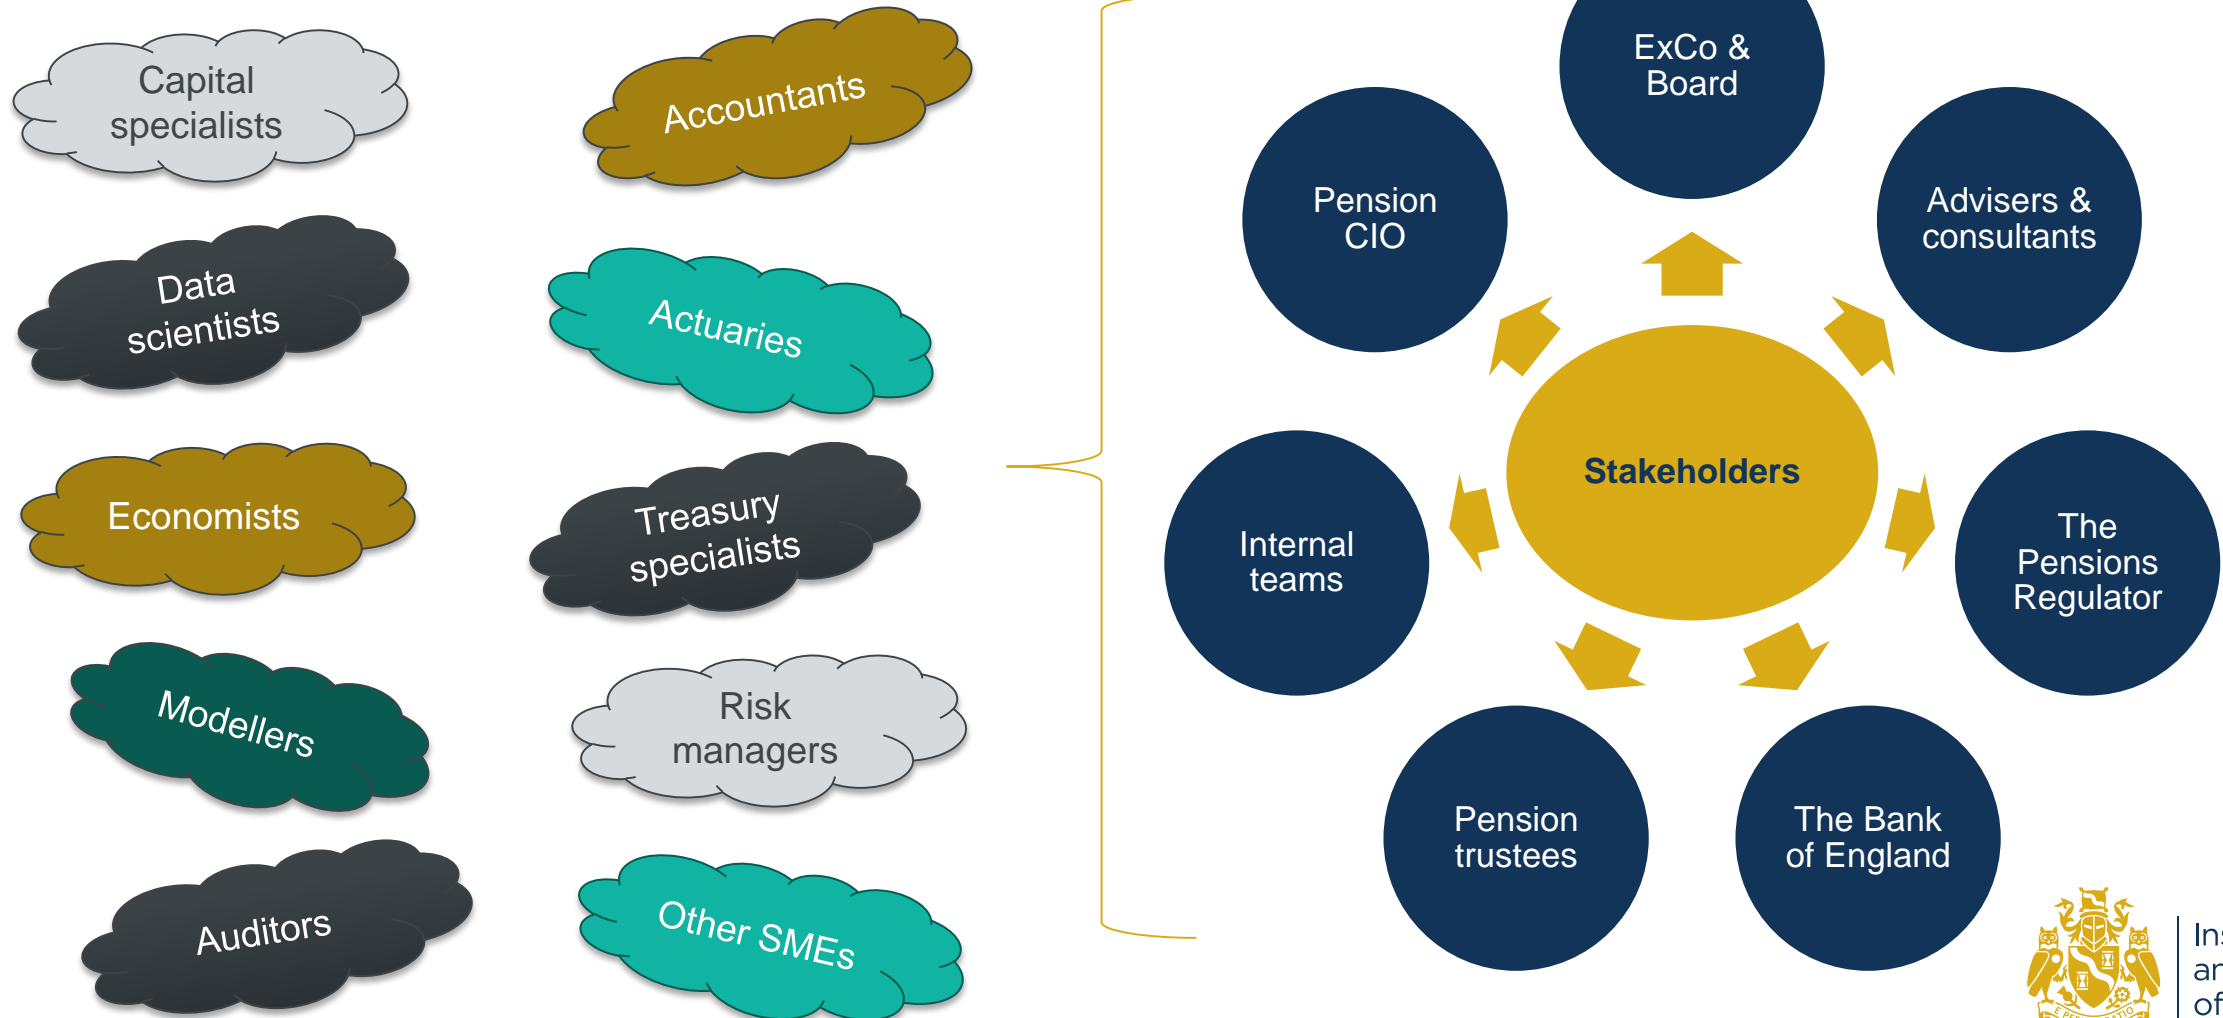 Capital
specialists
Accountants
Data
scientists
Actuaries
Economists
Treasury
specialists
Modellers
Risk
managers
Auditors
Other SMEs
ExCo &
Board
Pension
CIO
Advisers &
consultants
Stakeholders
Internal
teams
The
Pensions
Regulator
Pension
trustees
The Bank
of England
of